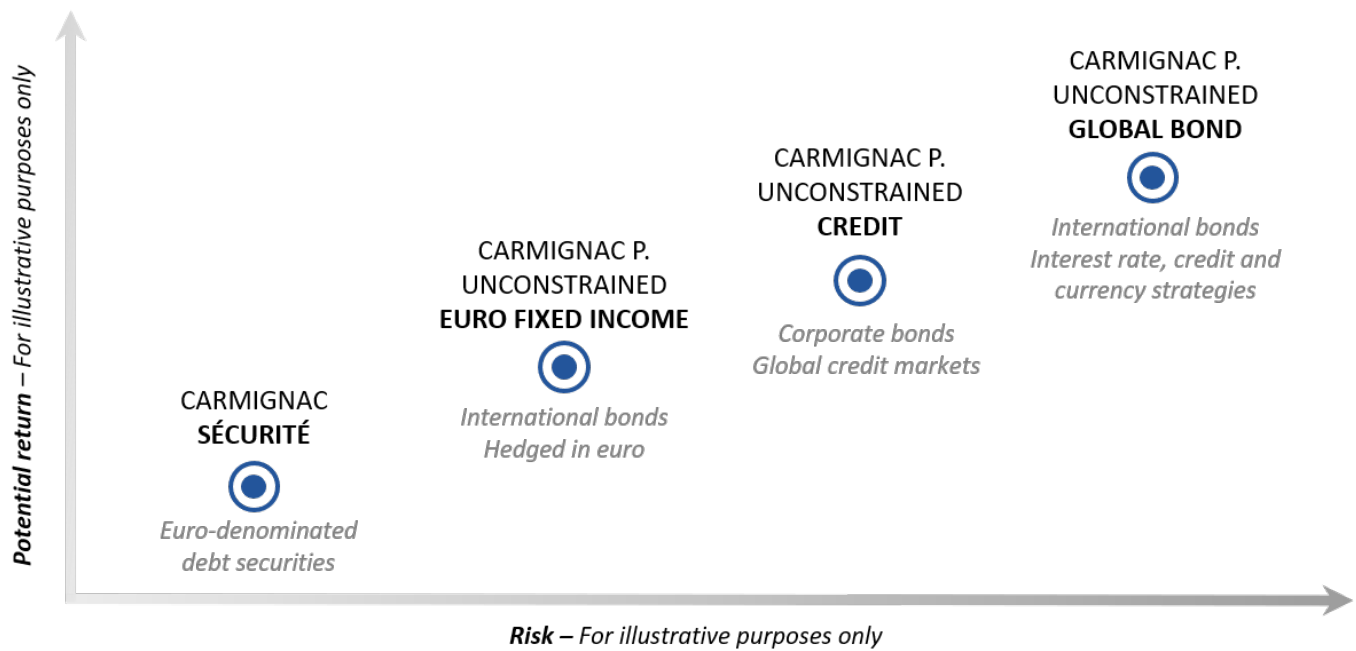 Potential return – For illustrative purposes only
CARMIGNAC
SÉCURITÉ
Euro-denominated
debt securities
CARMIGNAC P.
UNCONSTRAINED
EURO FIXED INCOME
International bonds
Hedged in euro
CARMIGNAC P.
UNCONSTRAINED
CREDIT
Corporate bonds
Global credit markets
CARMIGNAC P.
UNCONSTRAINED
GLOBAL BOND
International bonds
Interest rate, credit and
currency strategies
Risk – For illustrative purposes only